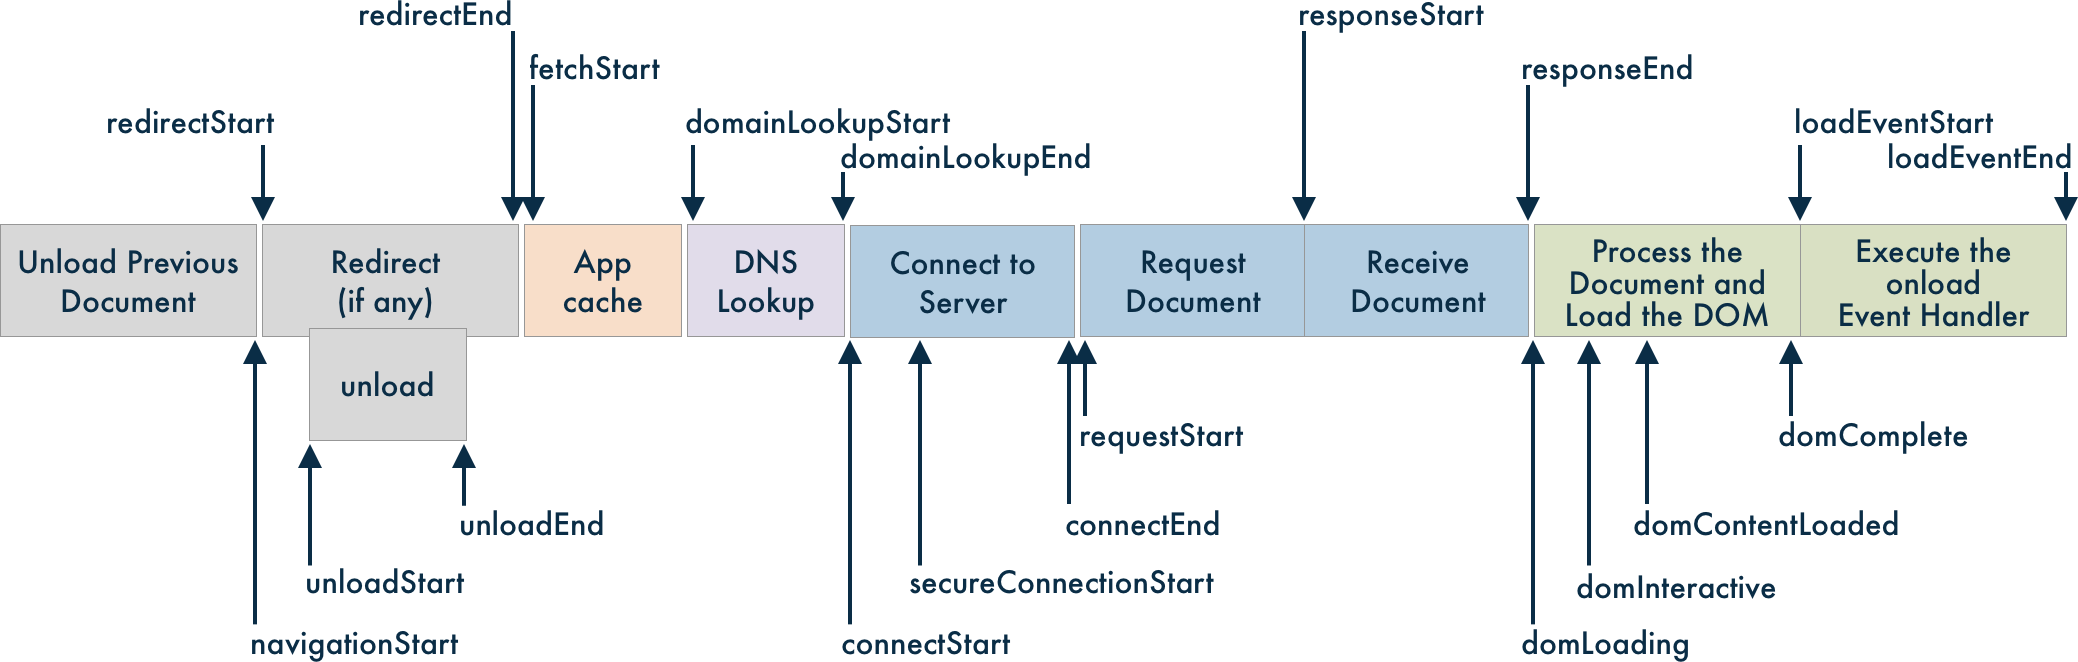 redirectEnd
responseStart
fetchStart
responseEnd
redirectStart
domainLookupStart
loadEventStart
domainLookupEnd
loadEventEnd
Unload Previous
Document
Redirect
(if any)
App
cache
DNS
Lookup
Connect to
Server
Request
Document
Receive
Document
Process the
Document and
Load the DOM
Execute the
onload
Event Handler
unload
requestStart
domComplete
unloadEnd
connectEnd
domContentLoaded
unloadStart
secureConnectionStart
domInteractive
navigationStart
connectStart
domLoading